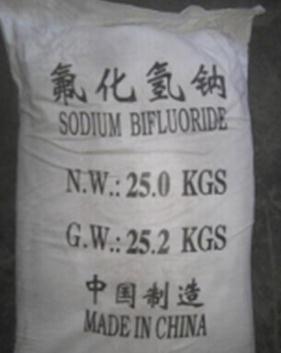 氟化氢钠
SODIUM BIFLUORIDE
N.W.: 25.0 KGS
G.W.: 25.2 KGS
中国制造
MADE IN CHINA